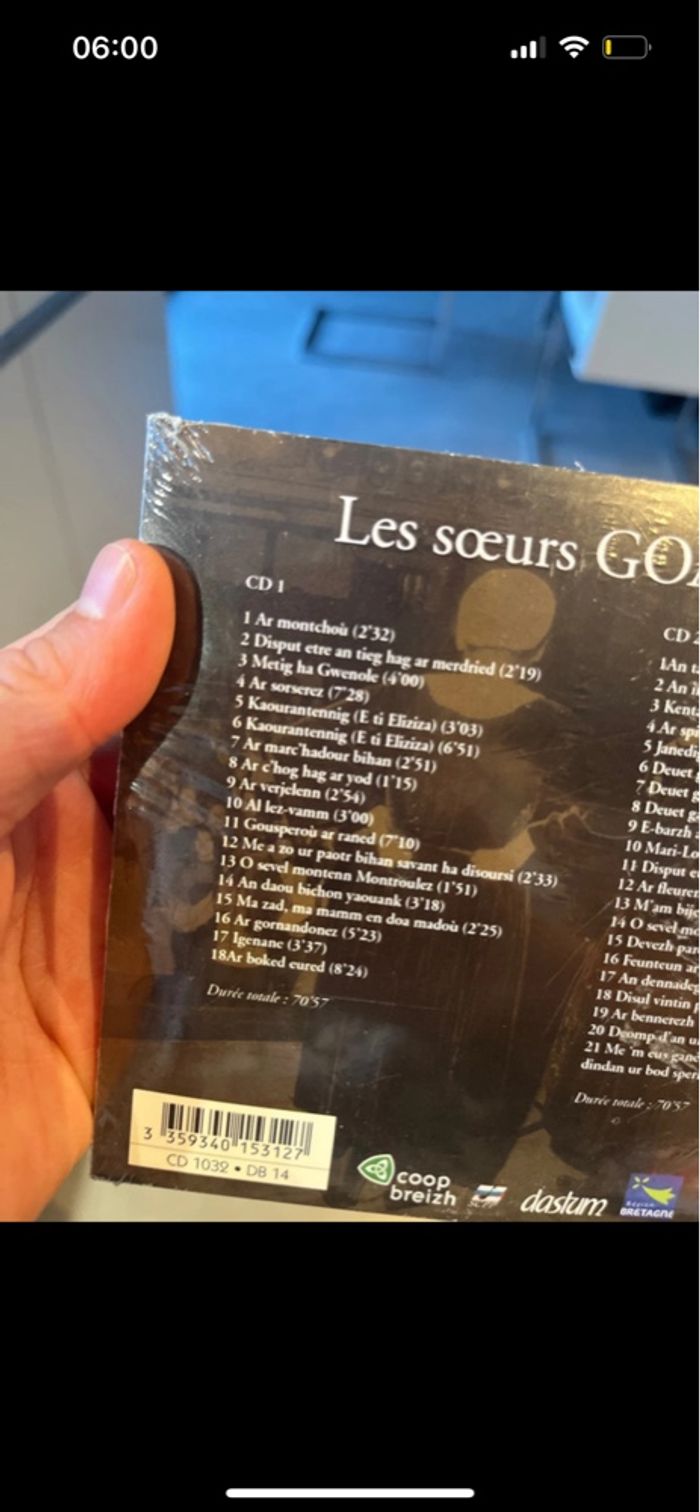 06:00
Les sœurs GO
CD 1
1 Ar montchoù (2'32)
2 Disput etre an tieg hag ar merdried (2'19)
3 Metig ha Gwenole (4'00)
4 Ar sorserez (7'28)
5 Kaourantennig (E ti Eliziza) (3'03)
6 Kaourantennig (E ti Eliziza) (6'51)
7 Ar marc'hadour bihan (2'51)
8 Ar c'hog hag ar yod (1'15)
9 Ar verjelenn (2'54)
10 Al lez-vamm (3'00)
11 Gousperoù ar raned (7'10)
12 Me a zo ur paotr bihan savant ha disoursi (2'33)
13 O sevel montenn Montroulez (1'51)
14 An daou bichon yaouank (3'18)
15 Ma zad, ma mamm en doa madoù (2'25)
16 Ar gornandonez (5'23)
17 Igenane (3'37)
18Ar boked eured (8'24)
Durée totale : 70'57
CD 2
1An t
2 An
3 Kenta
4 Ar spi
5 Janedi
6 Deuet
7 Deuet g
8 Deuet g
9 E-barzh
10 Mari-Lo
11 Disput e
12 Ar fleure
13 M'am bij
14 O sevel m
15 Devezh pa
16 Feunteun a
17 An dennade
18 Disul vintin
19 Ar bennerezh
20 Deomp d'an u
21 Me 'm eus gan
dindan ur bod sper
Durée totale : 70'57
3 359340 153127
CD 1032 • DB 14
coop
breizh
dastum
Région
BRETAGNE